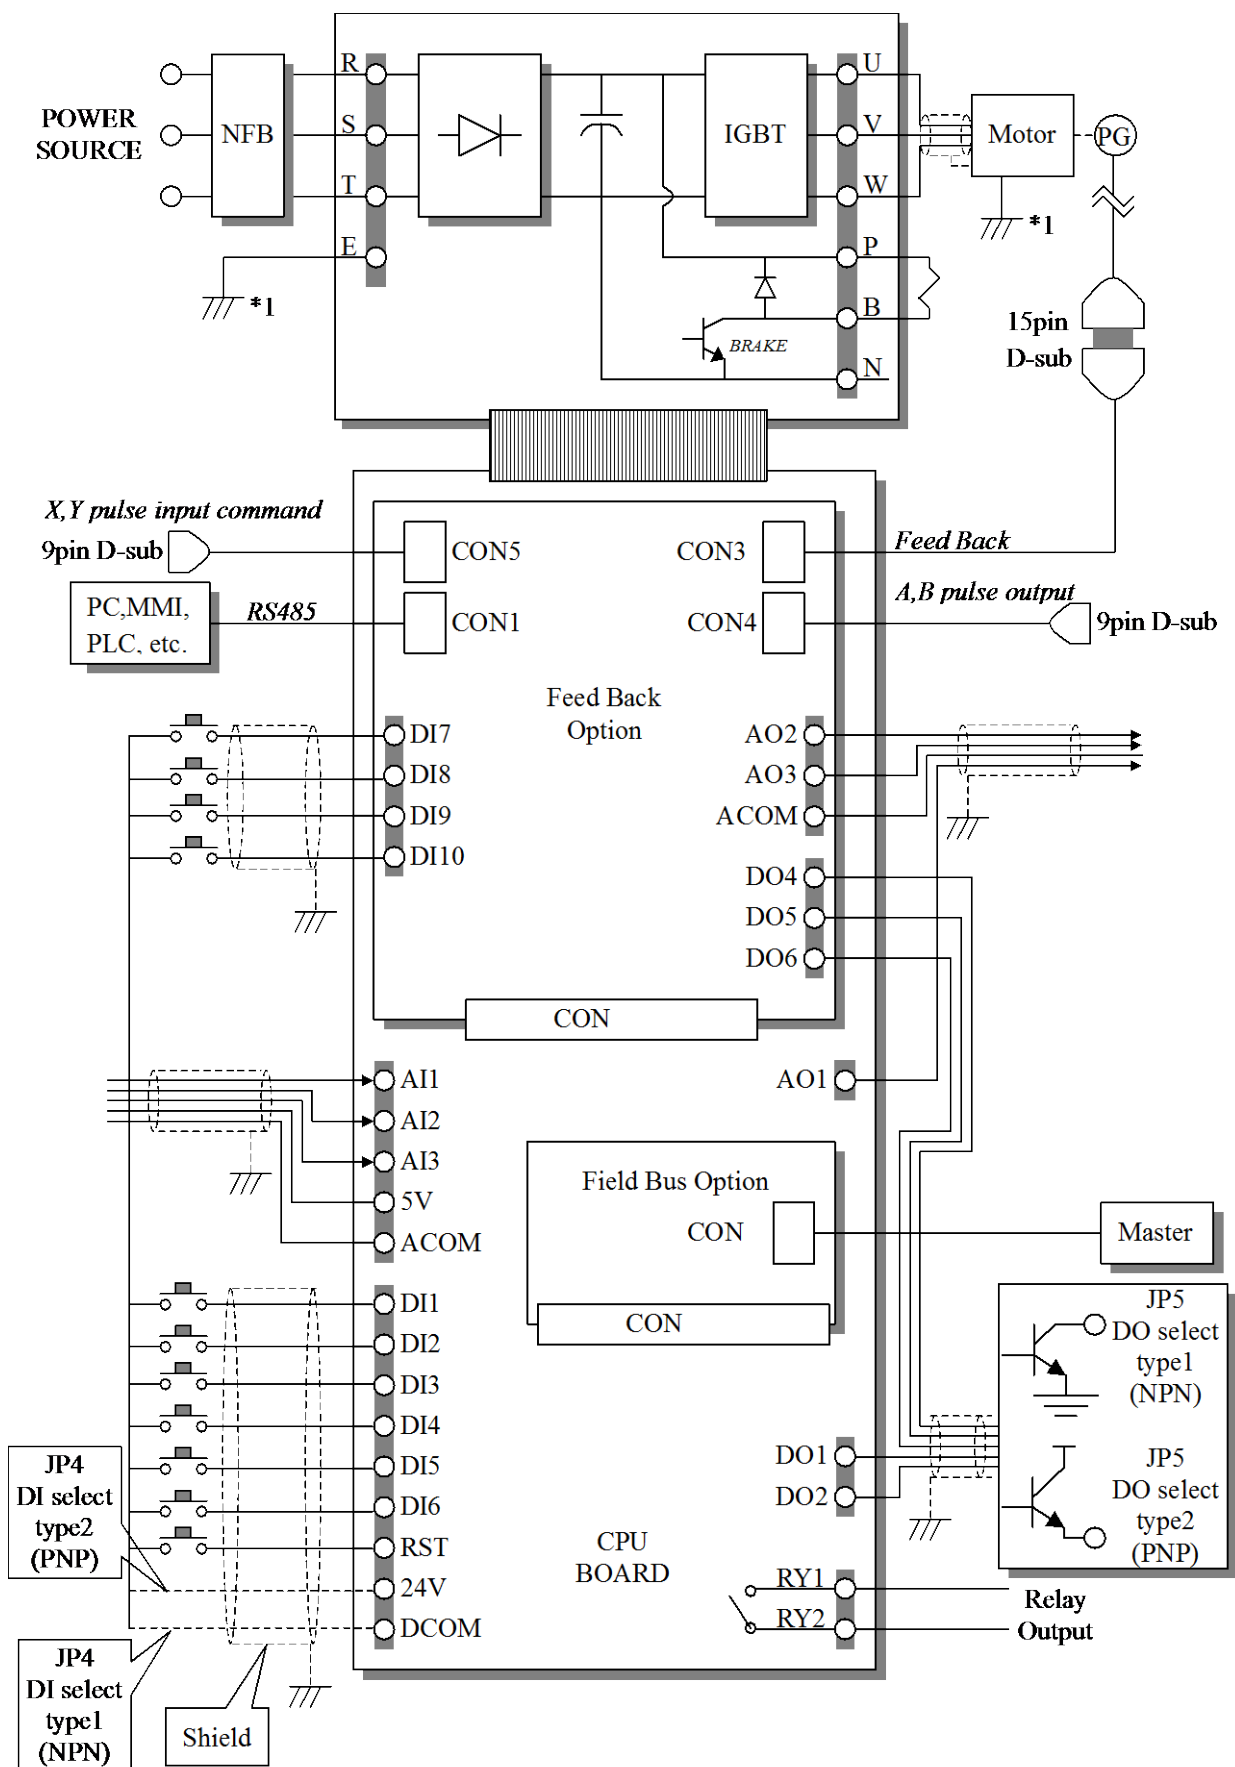 POWER
SOURCE
NFB
R
S
T
E
*1
IGBT
U
V
W
P
B
N
BRAKE
Motor
PG
*1
15pin
D-sub
X,Y pulse input command
9pin D-sub
CON5
CON3
Feed Back
PC,MMI,
PLC, etc.
RS485
CON1
CON4
A,B pulse output
9pin D-sub
Feed Back
Option
DI7
DI8
DI9
DI10
AO2
AO3
ACOM
DO4
DO5
DO6
CON
AI1
AI2
AI3
5V
ACOM
AO1
Field Bus Option
CON
CON
Master
DI1
DI2
DI3
DI4
DI5
DI6
RST
24V
DCOM
JP5
DO select
type1
(NPN)
JP5
DO select
type2
(PNP)
DO1
DO2
CPU
BOARD
RY1
RY2
Relay
Output
JP4
DI select
type2
(PNP)
JP4
DI select
type1
(NPN)
Shield